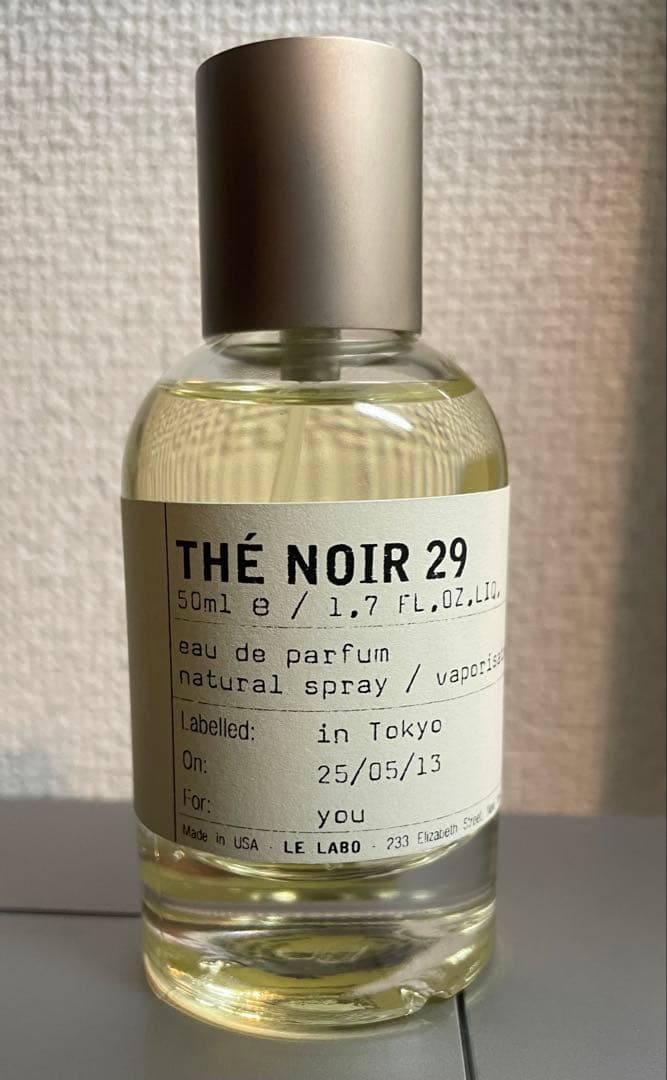 THÉ NOIR 29
50ml e / 1.7 FL.OZ.LIQ.
eau de parfum
natural spray /
Labelled: in Tokyo
On: 25/05/13
For: you
Made in USA · LE LABO · 233 Elizabeth Street,